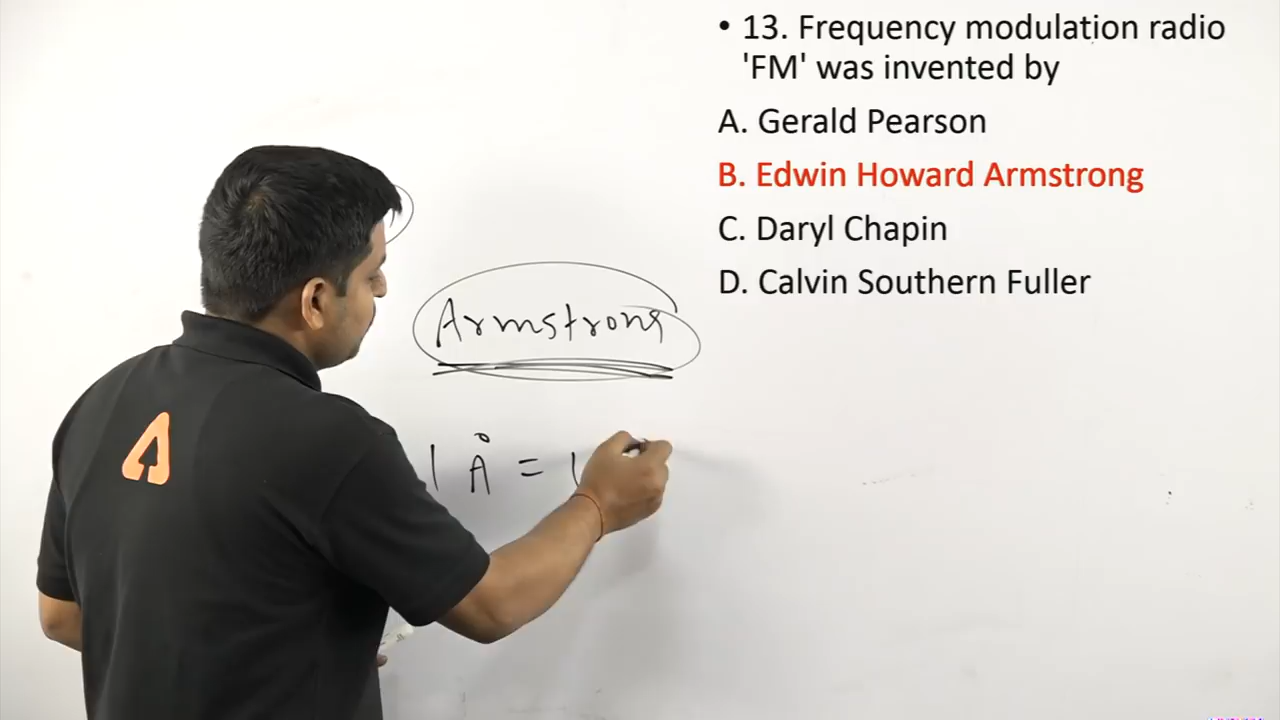 • 13. Frequency modulation radio
'FM' was invented by
A. Gerald Pearson
B. Edwin Howard Armstrong
C. Daryl Chapin
D. Calvin Southern Fuller
Armstrong
1 Å = 1